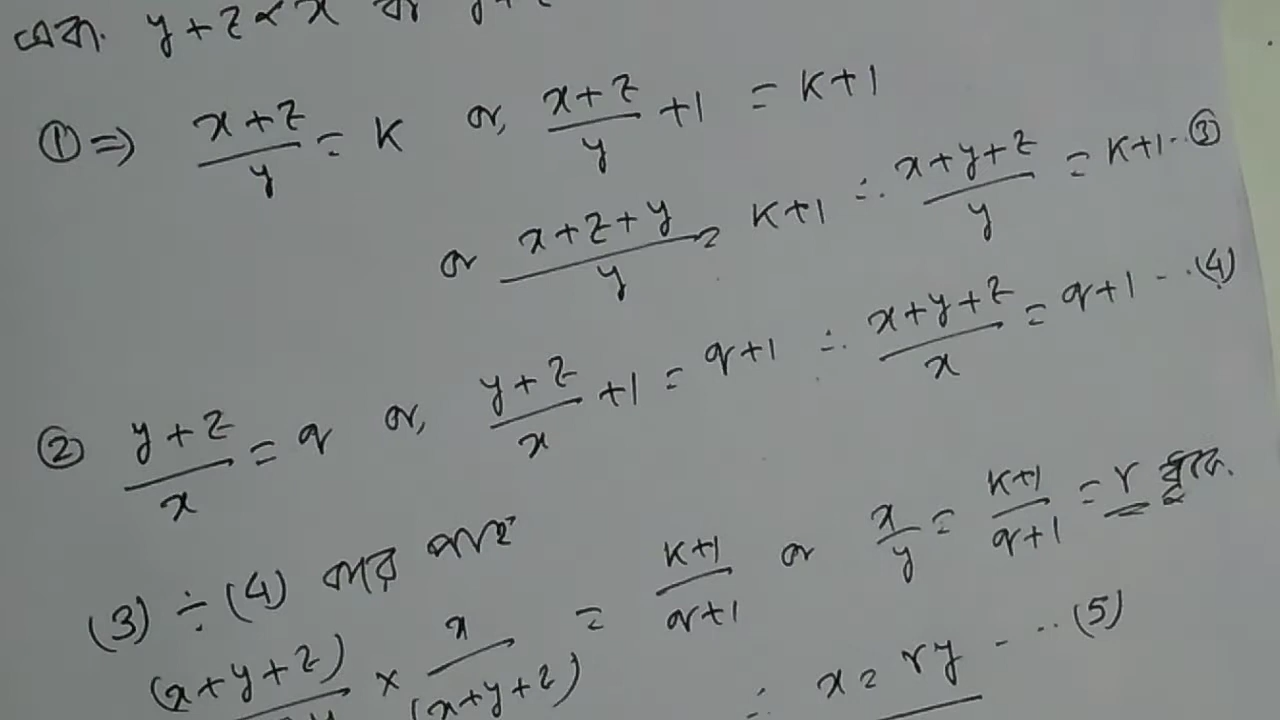 এবং y+z ∝ x বা y+z
① ⇒ (x+z)/y = K or, (x+z)/y + 1 = K+1
or (x+z+y)/y = K+1 ∴ (x+y+z)/y = K+1 -- ③
② (y+z)/x = q or, (y+z)/x + 1 = q+1 ∴ (x+y+z)/x = q+1 -- (4)
(3) ÷ (4) করে পাই
(x+y+z)/y × x/(x+y+z) = (K+1)/(q+1) or x/y = (K+1)/(q+1) = r
∴ x = ry --- (5)